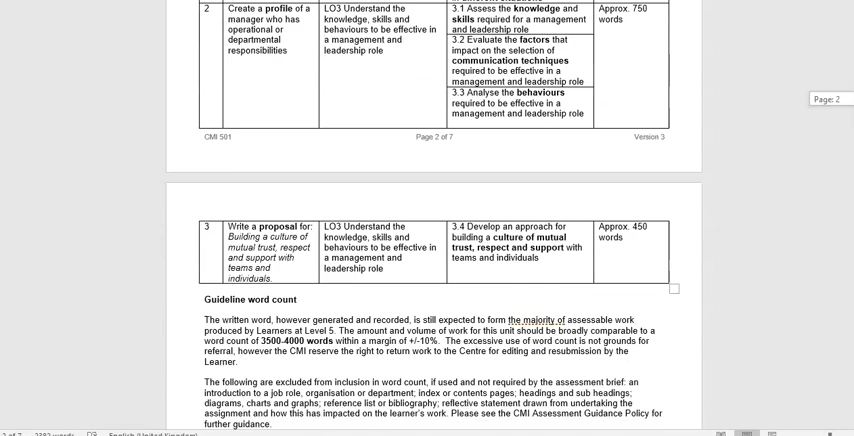 in different situations
2
Create a profile of a
manager who has
operational or
departmental
responsibilities
LO3 Understand the
knowledge, skills and
behaviours to be effective in
a management and
leadership role
3.1 Assess the knowledge and
skills required for a management
and leadership role
3.2 Evaluate the factors that
impact on the selection of
communication techniques
required to be effective in a
management and leadership role
3.3 Analyse the behaviours
required to be effective in a
management and leadership role
Approx. 750
words
Page: 2
CMI 501 Page 2 of 7 Version 3
3
Write a proposal for:
Building a culture of
mutual trust, respect
and support with
teams and
individuals.
LO3 Understand the
knowledge, skills and
behaviours to be effective in
a management and
leadership role
3.4 Develop an approach for
building a culture of mutual
trust, respect and support with
teams and individuals
Approx. 450
words
Guideline word count
The written word, however generated and recorded, is still expected to form the majority of assessable work
produced by Learners at Level 5. The amount and volume of work for this unit should be broadly comparable to a
word count of 3500-4000 words within a margin of +/-10%. The excessive use of word count is not grounds for
referral, however the CMI reserve the right to return work to the Centre for editing and resubmission by the
Learner.
The following are excluded from inclusion in word count, if used and not required by the assessment brief: an
introduction to a job role, organisation or department; index or contents pages; headings and sub headings;
diagrams, charts and graphs; reference list or bibliography; reflective statement drawn from undertaking the
assignment and how this has impacted on the learner's work. Please see the CMI Assessment Guidance Policy for
further guidance.
2 of 7 2382 words English (United Kingdom)